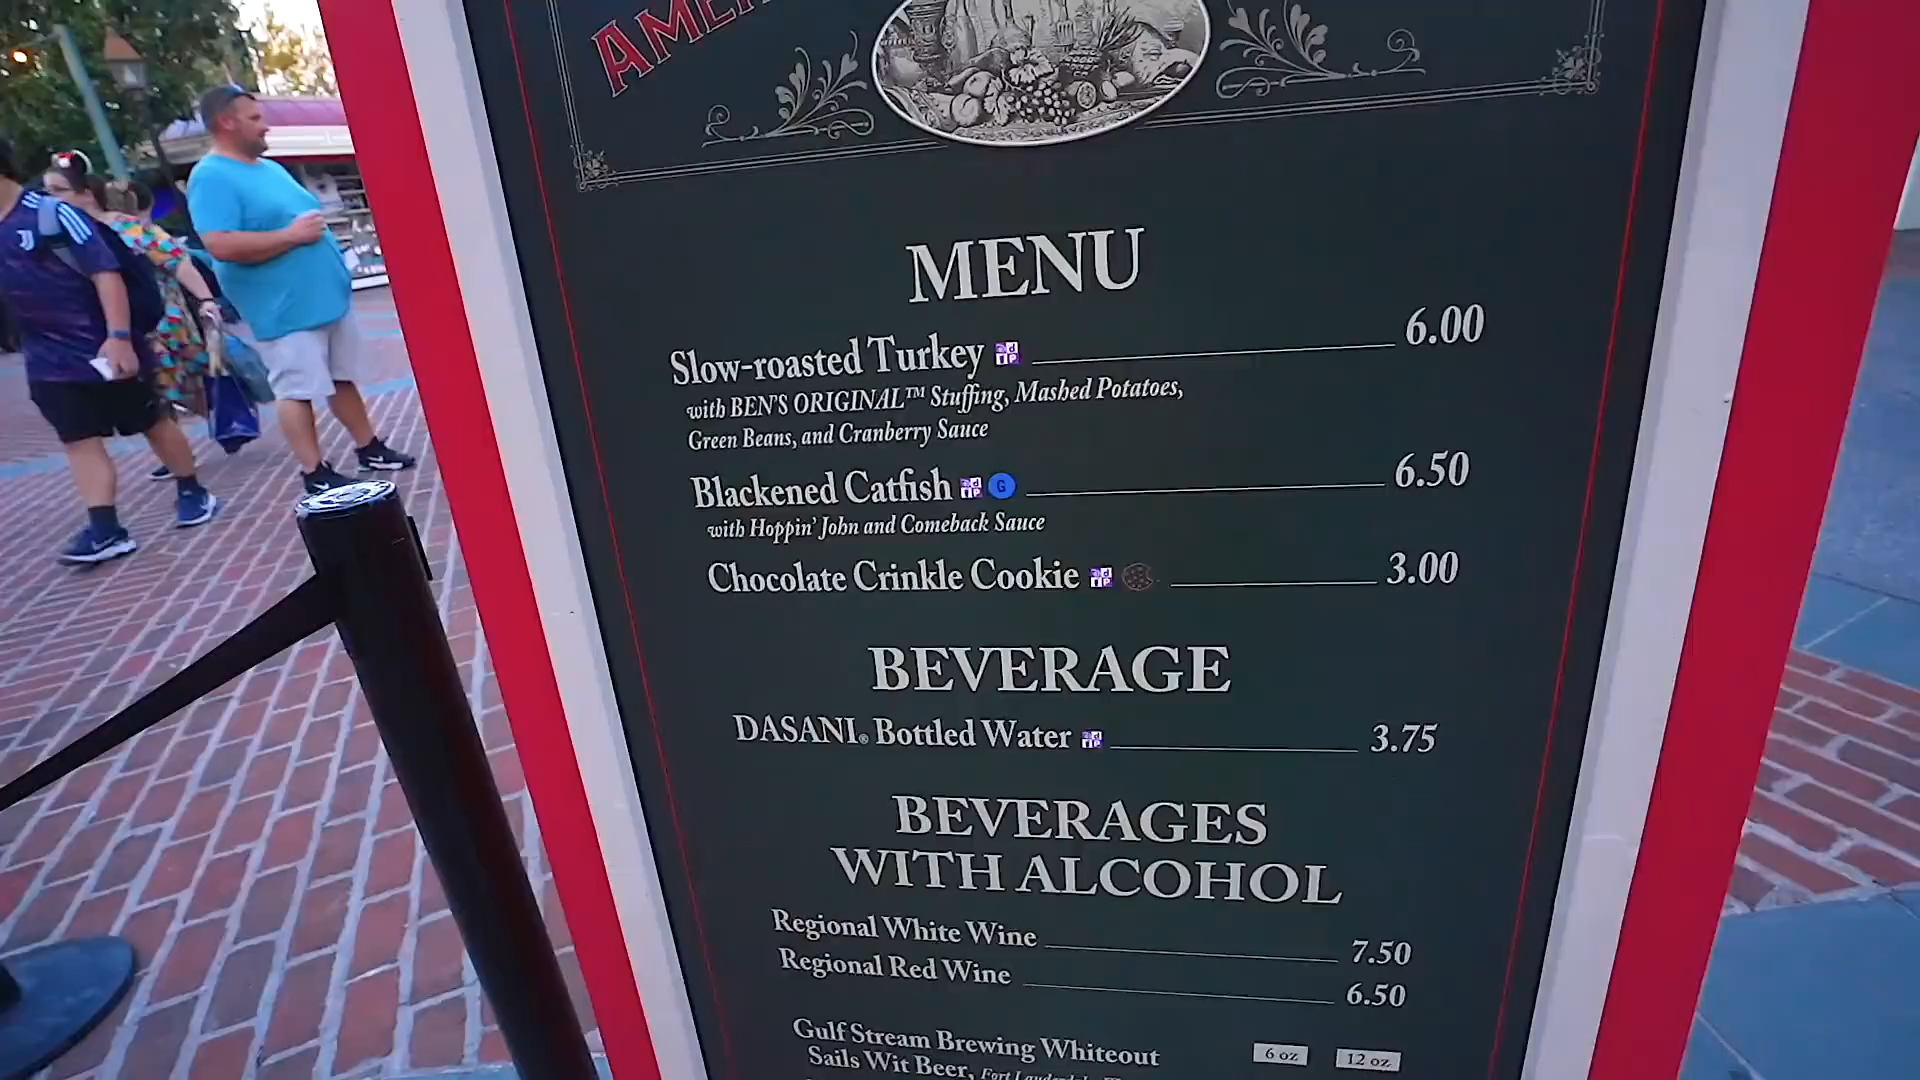 MENU
Slow-roasted Turkey 6.00
with BEN'S ORIGINAL™ Stuffing, Mashed Potatoes,
Green Beans, and Cranberry Sauce
Blackened Catfish G 6.50
with Hoppin' John and Comeback Sauce
Chocolate Crinkle Cookie 3.00
BEVERAGE
DASANI® Bottled Water 3.75
BEVERAGES
WITH ALCOHOL
Regional White Wine 7.50
Regional Red Wine 6.50
Gulf Stream Brewing Whiteout 6 oz 12 oz
Sails Wit Beer, Fort